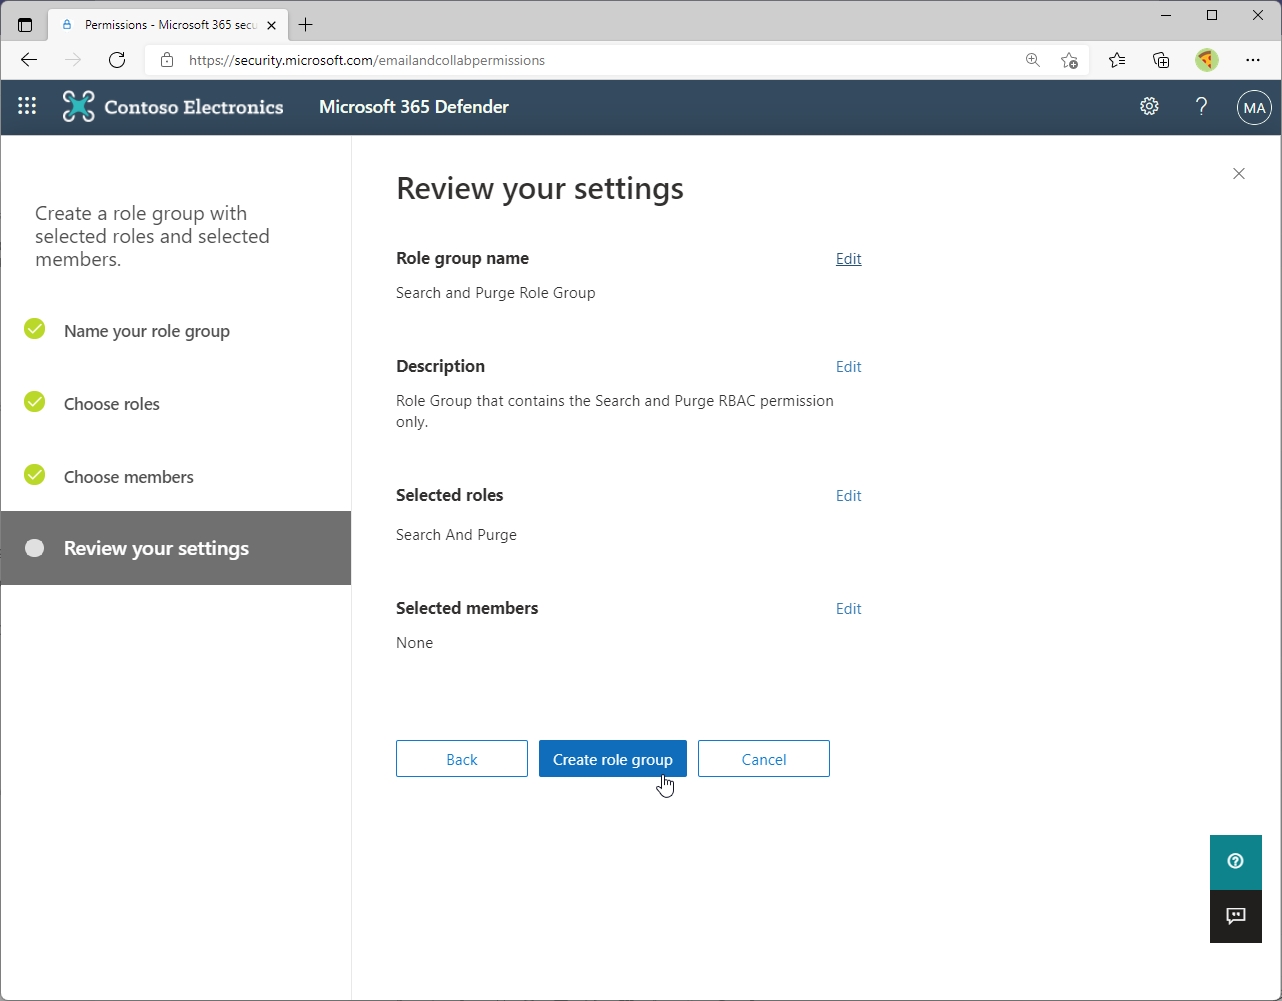 Permissions - Microsoft 365 secu
https://security.microsoft.com/emailandcollabpermissions
Contoso Electronics
Microsoft 365 Defender
?
MA
Create a role group with
selected roles and selected
members.
Name your role group
Choose roles
Choose members
Review your settings
Review your settings
Role group name
Edit
Search and Purge Role Group
Description
Edit
Role Group that contains the Search and Purge RBAC permission
only.
Selected roles
Edit
Search And Purge
Selected members
Edit
None
Back
Create role group
Cancel